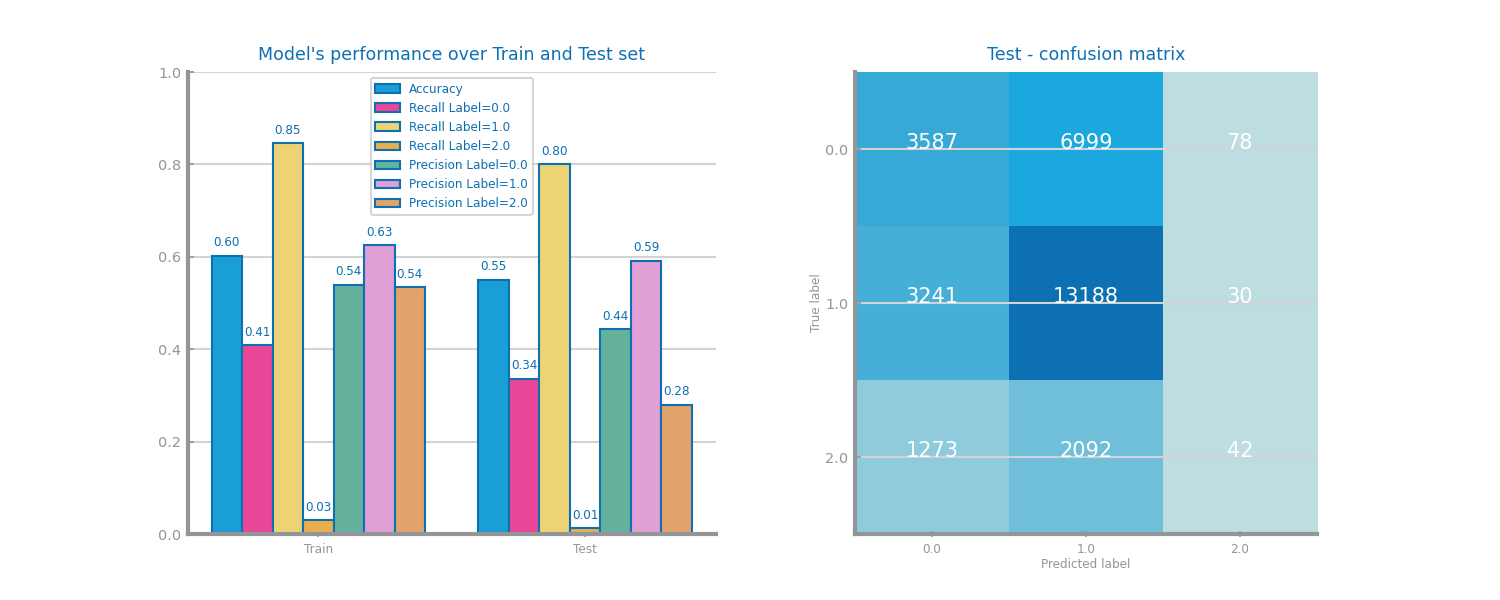 Model's performance over Train and Test set
1.0
0.8
0.6
0.4
0.2
0.0
Accuracy
Recall Label=0.0
Recall Label=1.0
Recall Label=2.0
Precision Label=0.0
Precision Label=1.0
Precision Label=2.0
0.60
0.41
0.85
0.03
0.54
0.63
0.54
0.55
0.34
0.80
0.01
0.44
0.59
0.28
Train
Test
Test - confusion matrix
True label
0.0
1.0
2.0
3587 6999 78
3241 13188 30
1273 2092 42
0.0 1.0 2.0
Predicted label